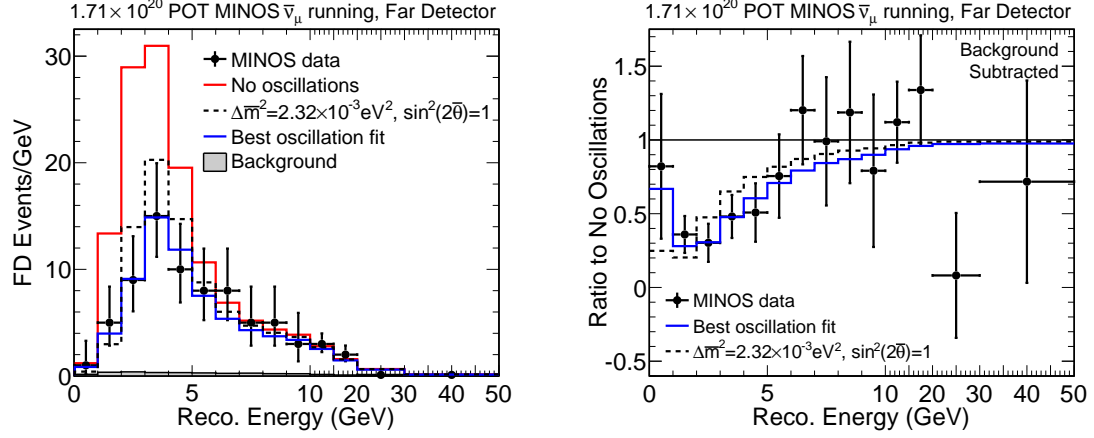 1.71×10²⁰ POT MINOS ν̄μ running, Far Detector
FD Events/GeV
30
20
10
0
MINOS data
No oscillations
Δm̄²=2.32×10⁻³eV², sin²(2θ̄)=1
Best oscillation fit
Background
0 5 10 20 30 40 50
Reco. Energy (GeV)
1.71×10²⁰ POT MINOS ν̄μ running, Far Detector
Ratio to No Oscillations
1.5
1
0.5
0
-0.5
Background
Subtracted
MINOS data
Best oscillation fit
Δm̄²=2.32×10⁻³eV², sin²(2θ̄)=1
0 5 10 20 30 40 50
Reco. Energy (GeV)